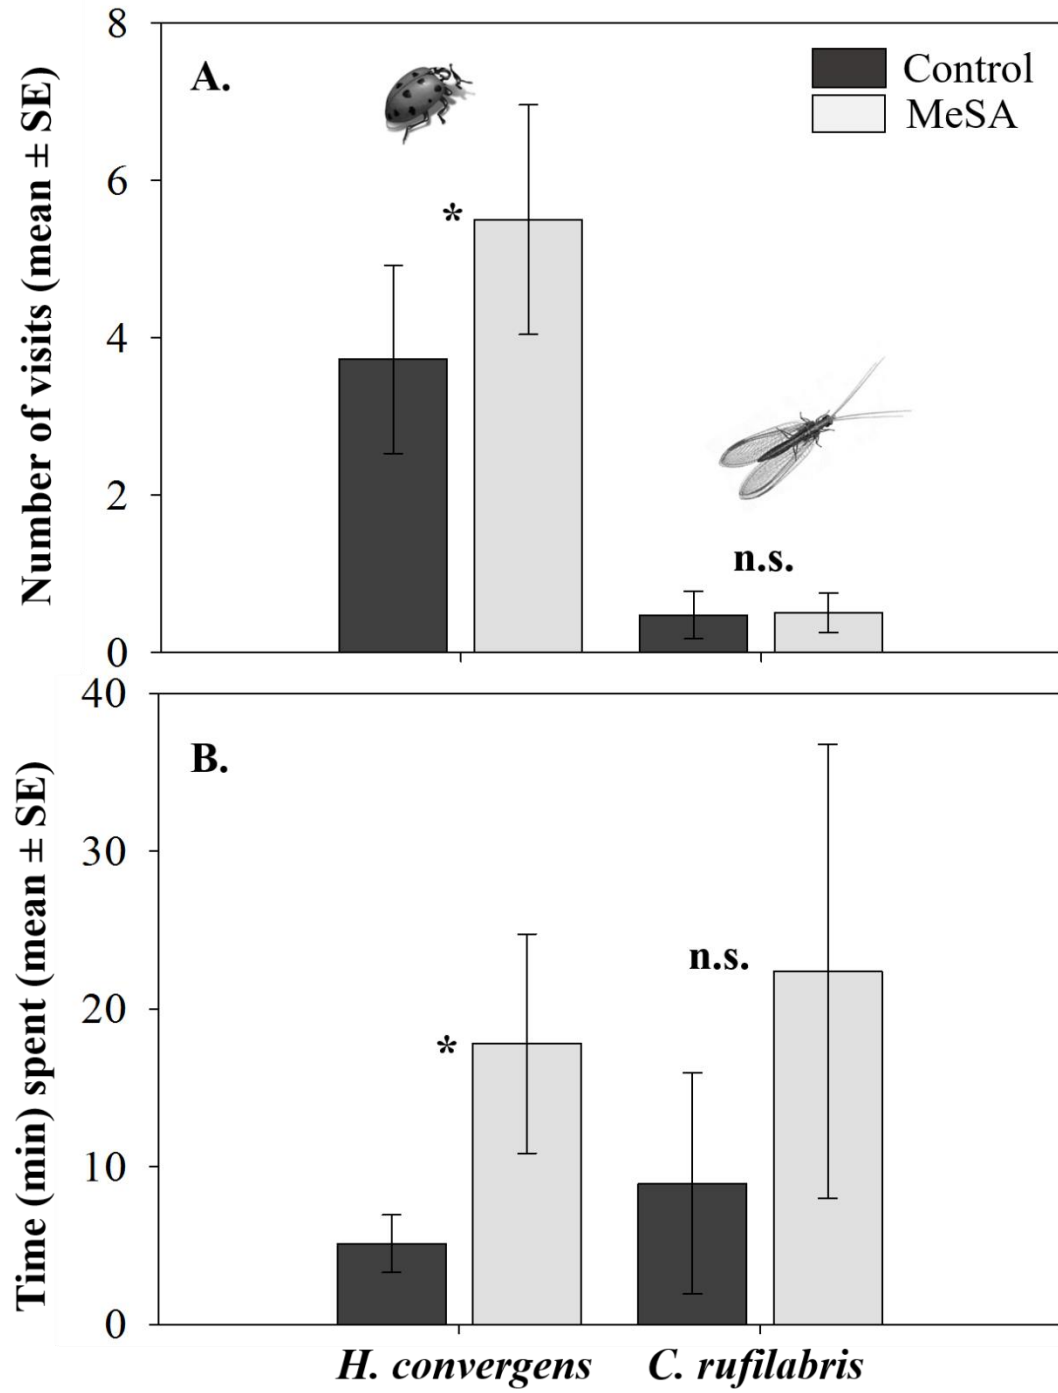 Number of visits (mean ± SE)
8
6
4
2
0
A.
Control
MeSA
*
n.s.
Time (min) spent (mean ± SE)
40
30
20
10
0
B.
*
n.s.
H. convergens
C. rufilabris